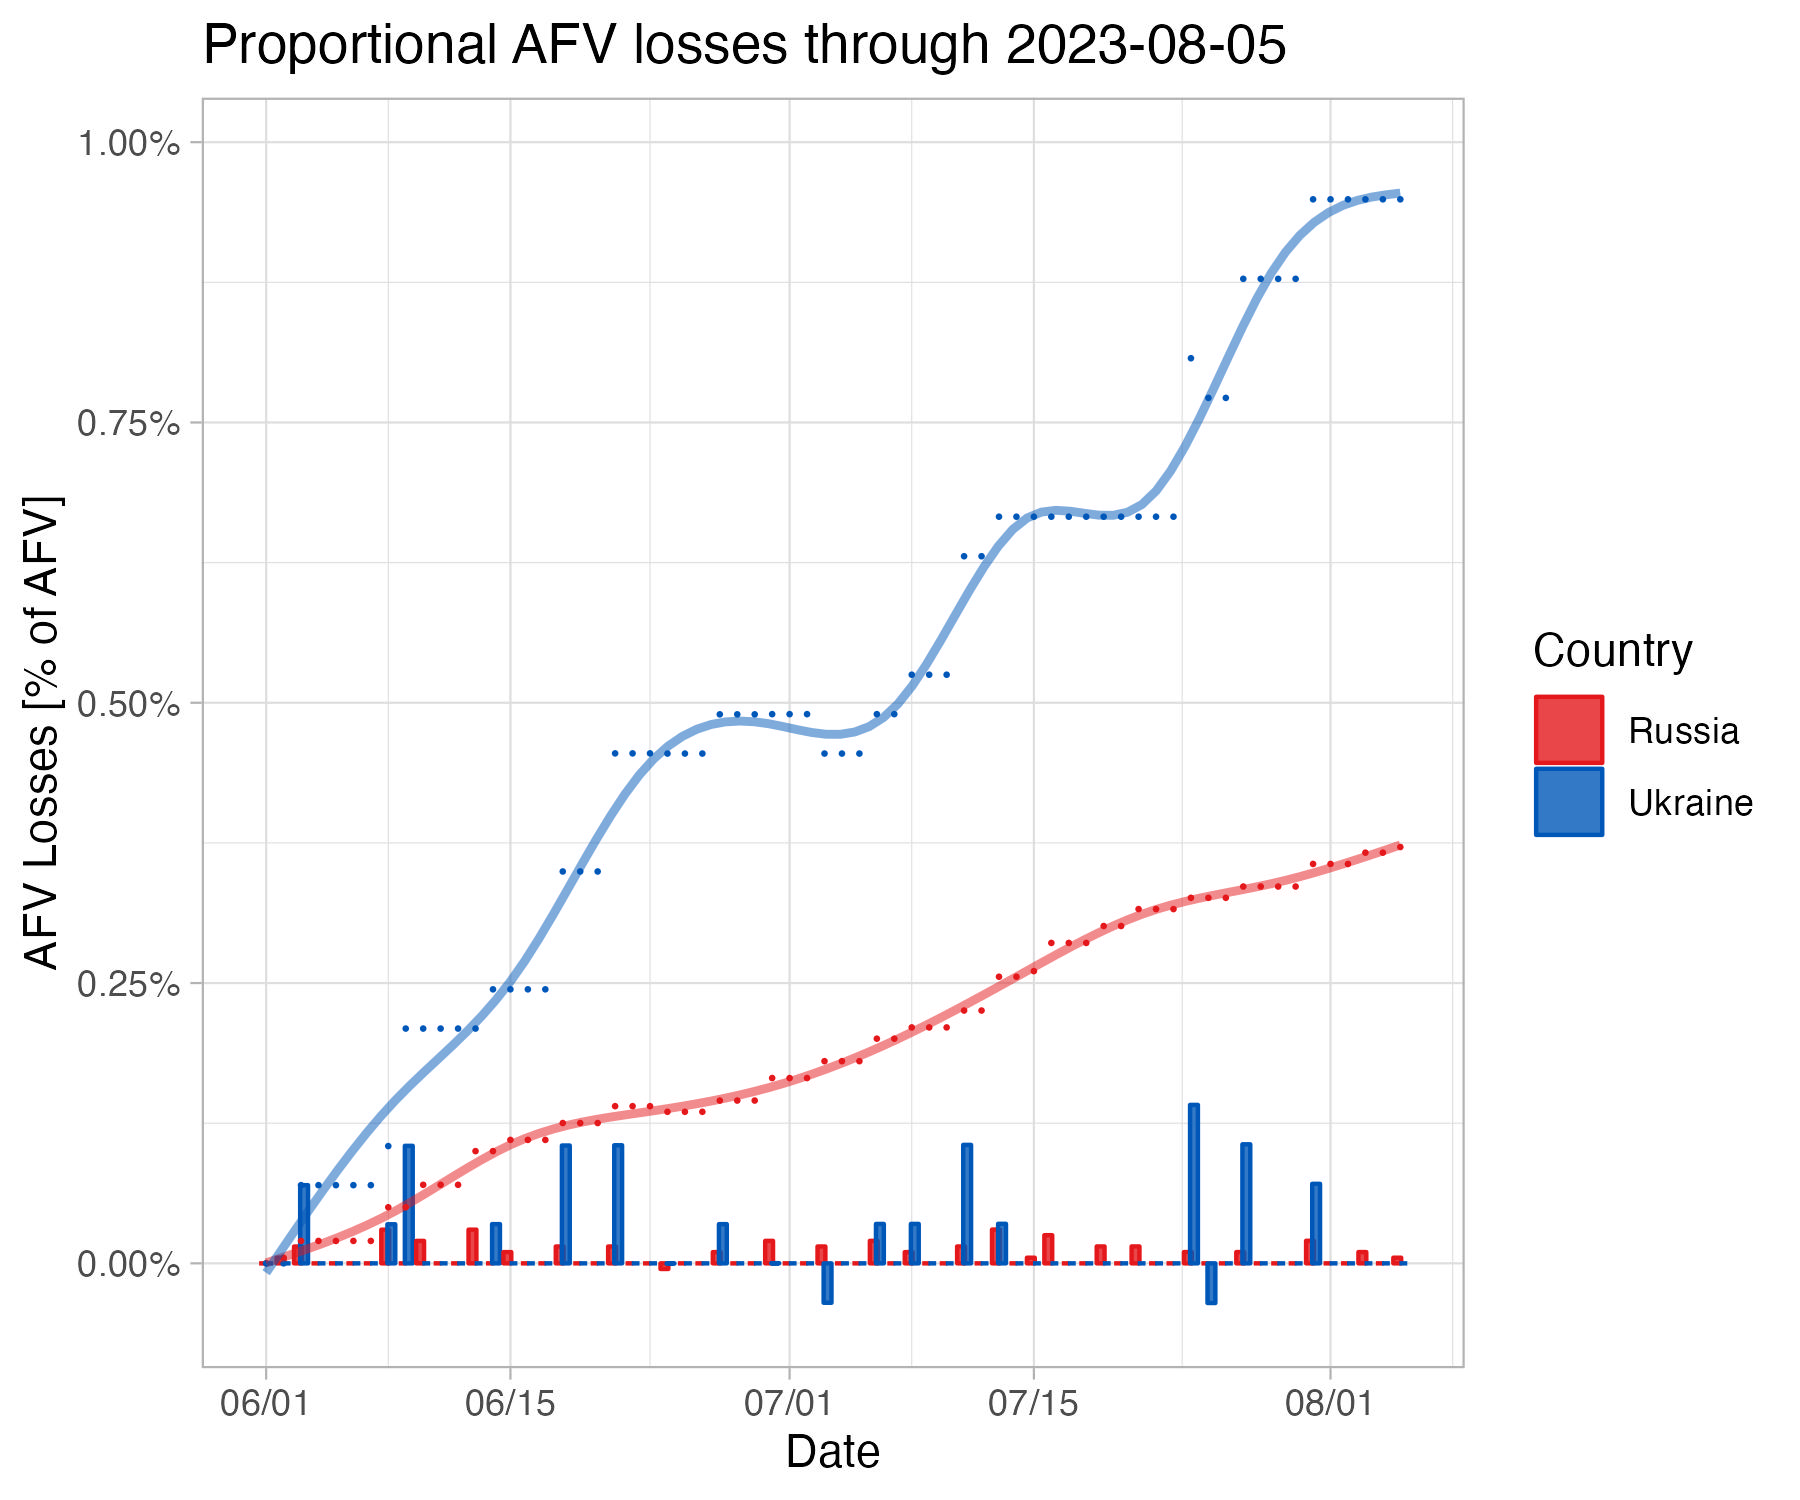 Proportional AFV losses through 2023-08-05
AFV Losses [% of AFV]
1.00%
0.75%
0.50%
0.25%
0.00%
06/01
06/15
07/01
07/15
08/01
Date
Country
Russia
Ukraine